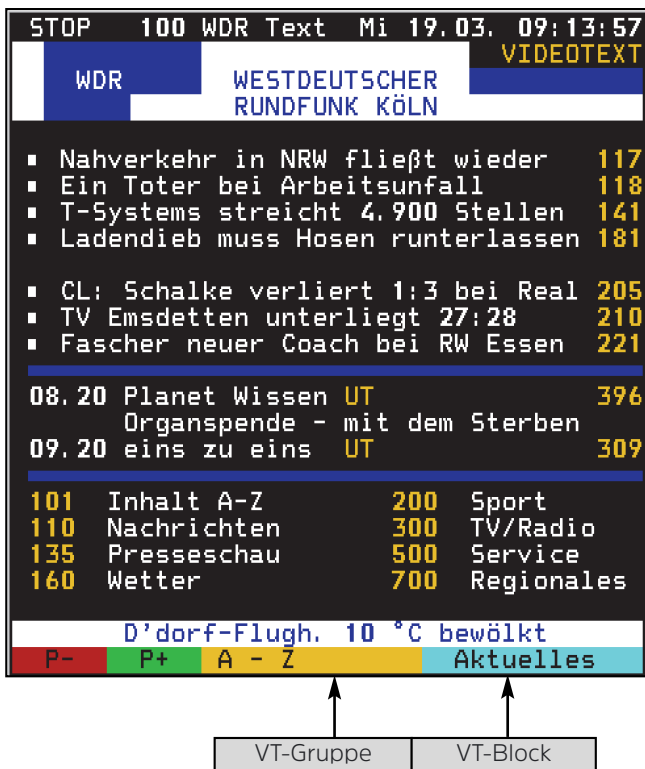 STOP 100 WDR Text Mi 19.03. 09:13:57
VIDEOTEXT
WDR WESTDEUTSCHER
RUNDFUNK KÖLN
▪ Nahverkehr in NRW fließt wieder 117
▪ Ein Toter bei Arbeitsunfall 118
▪ T-Systems streicht 4.900 Stellen 141
▪ Ladendieb muss Hosen runterlassen 181
▪ CL: Schalke verliert 1:3 bei Real 205
▪ TV Emsdetten unterliegt 27:28 210
▪ Fascher neuer Coach bei RW Essen 221
08.20 Planet Wissen UT 396
Organspende - mit dem Sterben
09.20 eins zu eins UT 309
101 Inhalt A-Z 200 Sport
110 Nachrichten 300 TV/Radio
135 Presseschau 500 Service
160 Wetter 700 Regionales
D'dorf-Flugh. 10 °C bewölkt
P- P+ A - Z Aktuelles
VT-Gruppe VT-Block